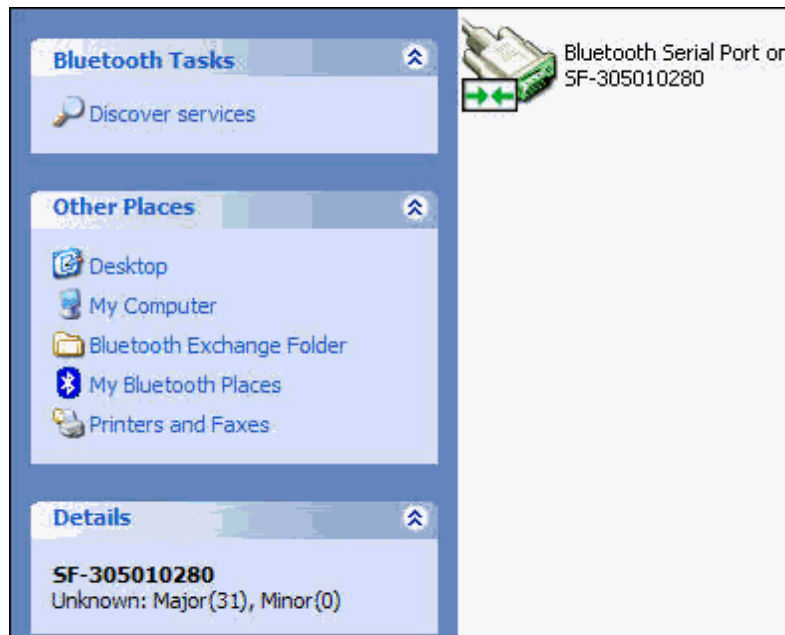 Bluetooth Tasks
Discover services
Other Places
Desktop
My Computer
Bluetooth Exchange Folder
My Bluetooth Places
Printers and Faxes
Details
SF-305010280
Unknown: Major(31), Minor(0)
Bluetooth Serial Port on
SF-305010280